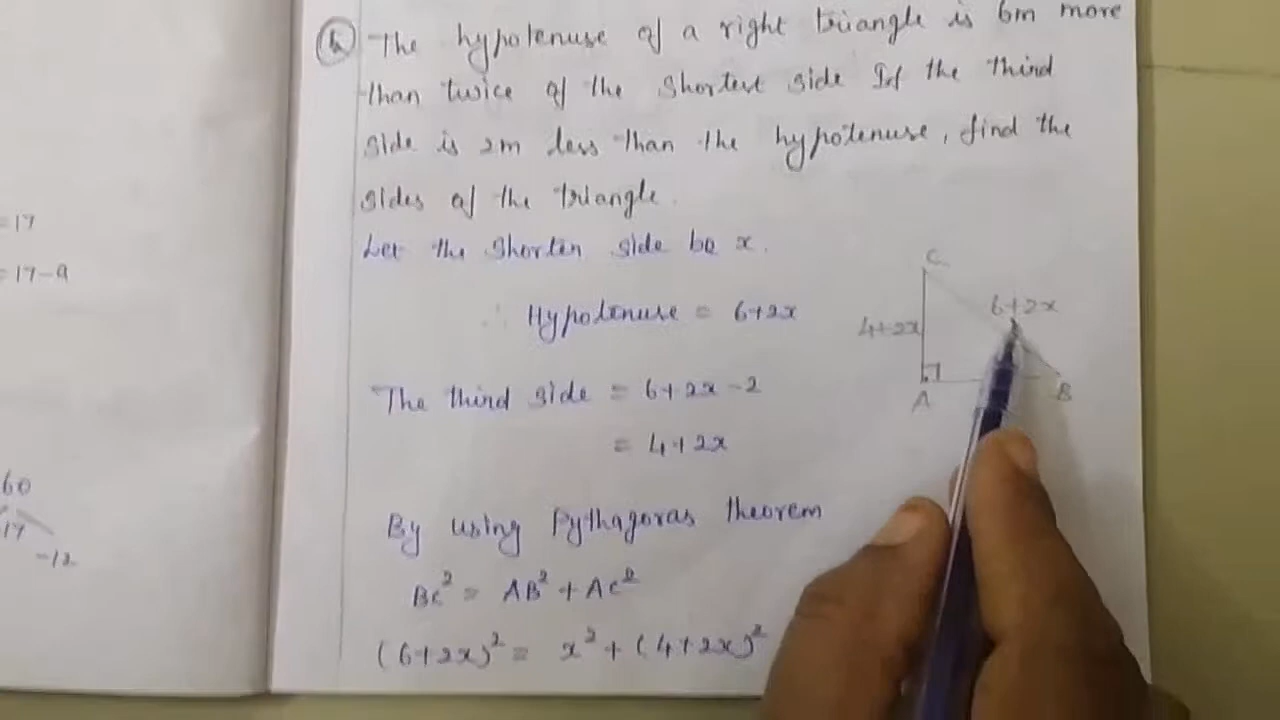 =17
=17-9
60
17
-12
(b) The hypotenuse of a right triangle is 6m more
than twice of the shortest side If the third
side is 2m less than the hypotenuse, find the
sides of the triangle.
Let the shorten side be x.
∴ Hypotenuse = 6+2x
The third side = 6+2x-2
= 4+2x
By using Pythagoras theorem
BC² = AB² + AC²
(6+2x)² = x² + (4+2x)²
C
6+2x
4+2x
A
B